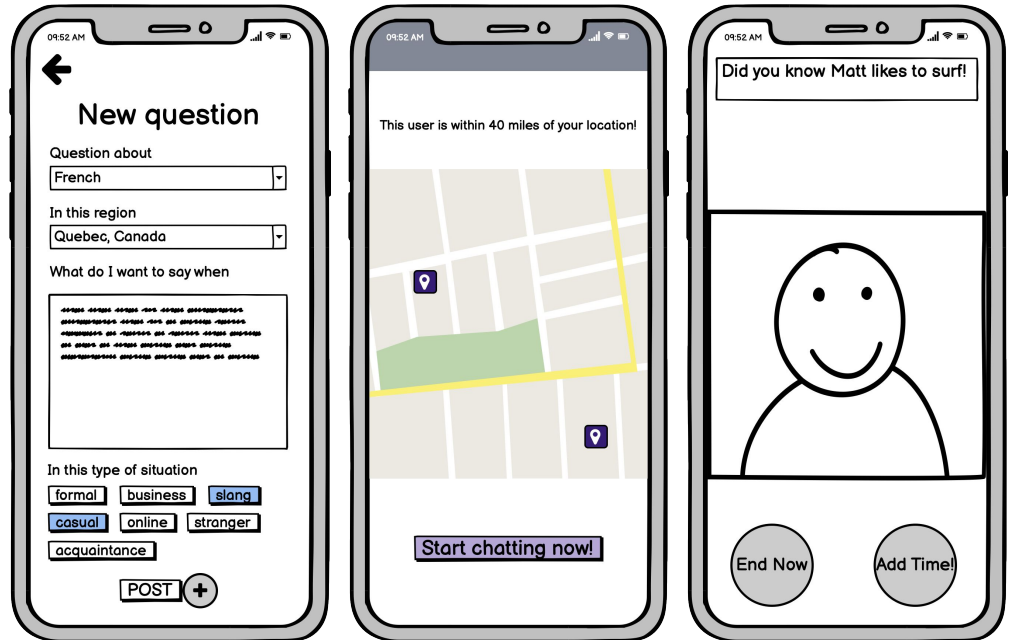 09:52 AM
New question
Question about
French
In this region
Quebec, Canada
What do I want to say when
In this type of situation
formal business slang
casual online stranger
acquaintance
POST +
09:52 AM
This user is within 40 miles of your location!
Start chatting now!
09:52 AM
Did you know Matt likes to surf!
End Now Add Time!